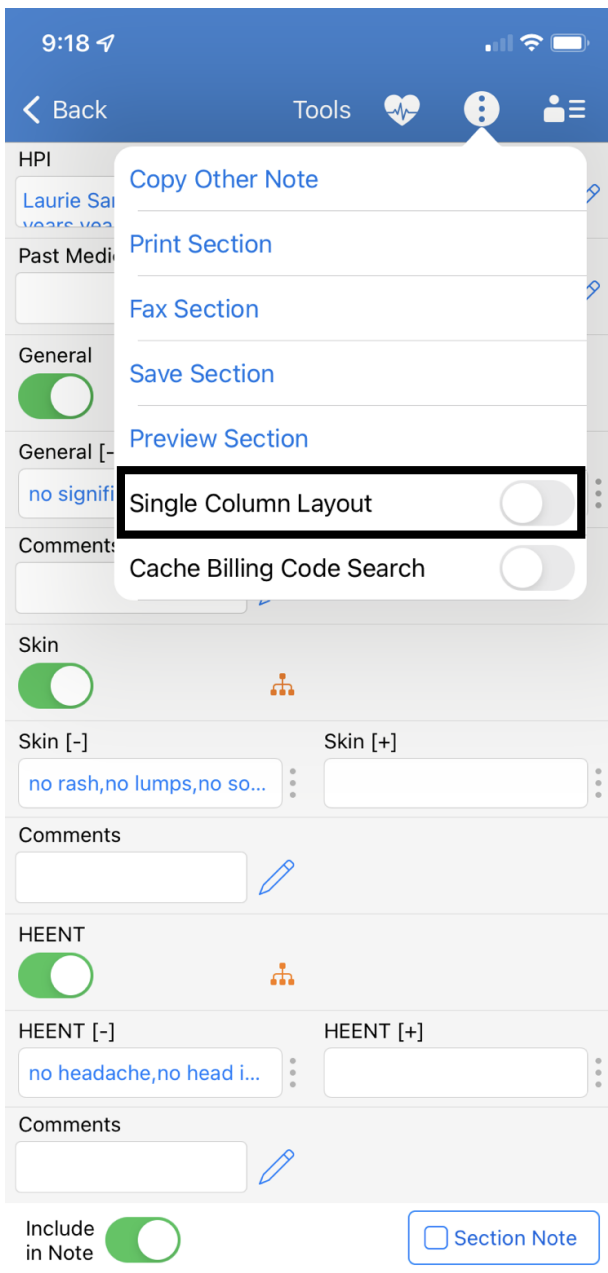 9:18
Back Tools
HPI
Laurie Sa
years yea
Past Medi
Copy Other Note
Print Section
Fax Section
Save Section
Preview Section
Single Column Layout
Cache Billing Code Search
General
General [-
no signifi
Comments
Skin
Skin [-] Skin [+]
no rash,no lumps,no so...
Comments
HEENT
HEENT [-] HEENT [+]
no headache,no head i...
Comments
Include
in Note
Section Note